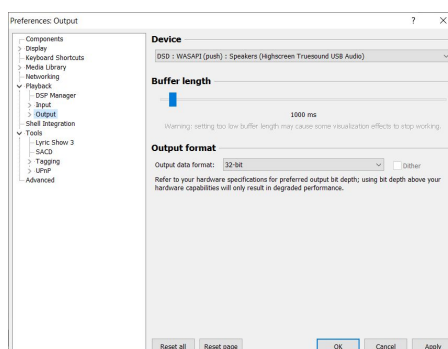 Preferences: Output
Components
Display
Keyboard Shortcuts
Media Library
Networking
Playback
DSP Manager
Input
Output
Shell Integration
Tools
Lyric Show 3
SACD
Tagging
UPnP
Advanced
Device
DSD : WASAPI (push) : Speakers (Highscreen Truesound USB Audio)
Buffer length
1000 ms
Warning: setting too low buffer length may cause some visualization effects to stop working.
Output format
Output data format: 32-bit Dither
Refer to your hardware specifications for preferred output bit depth; using bit depth above your
hardware capabilities will only result in degraded performance.
Reset all Reset page OK Cancel Apply